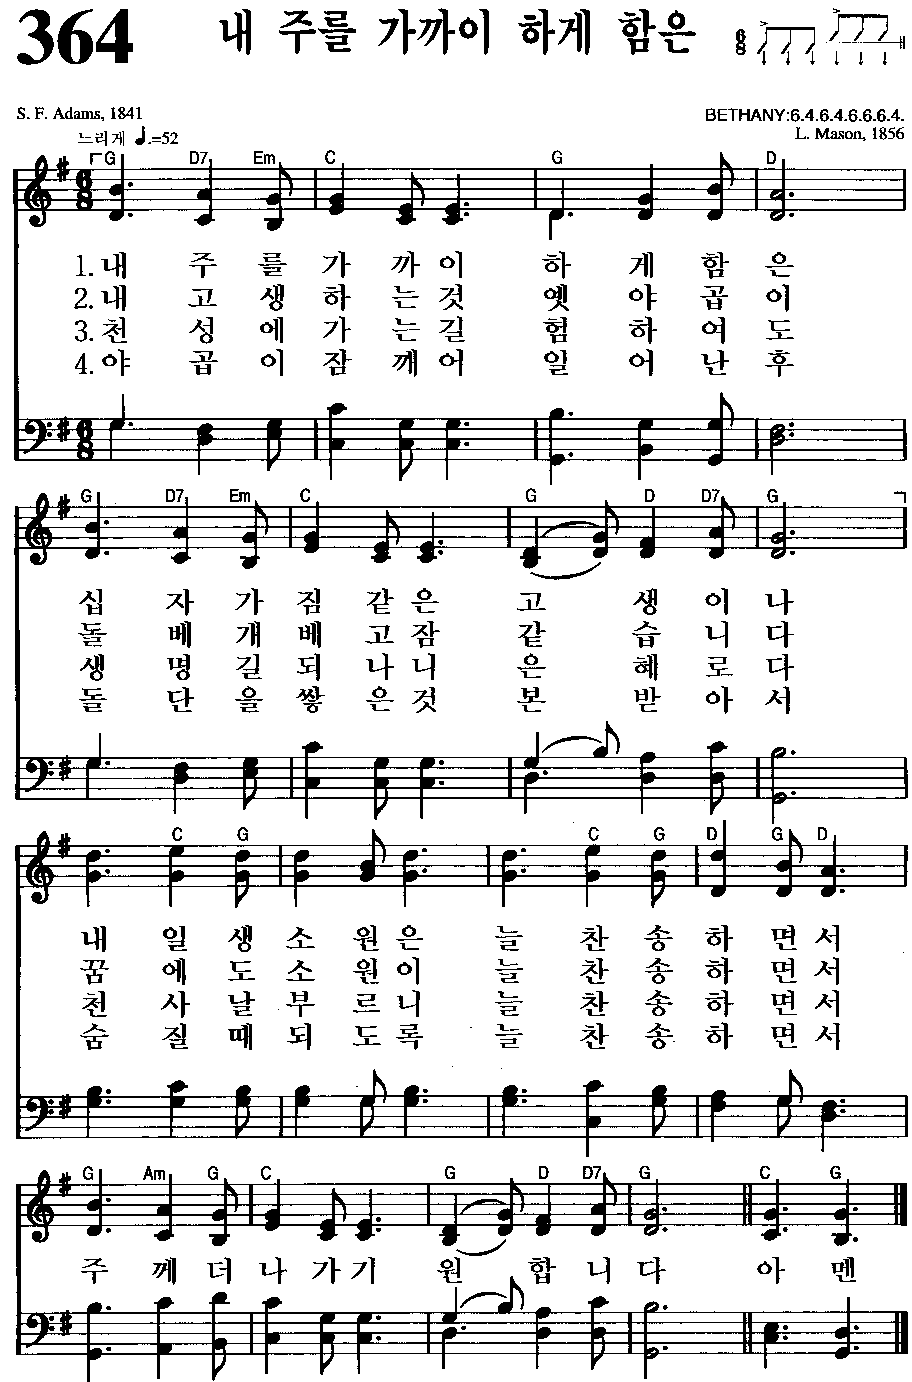 364 내 주를 가까이 하게 함은 6 8
S. F. Adams, 1841 BETHANY:6.4.6.4.6.6.6.4.
느리게 ♩.=52 L. Mason, 1856
G D7 Em C G D
6 8
1.내 주 를 가 까 이 하 게 함 은
2.내 고 생 하 는 것 옛 야 곱 이
3.천 성 에 가 는 길 험 하 여 도
4.야 곱 이 잠 깨 어 일 어 난 후
6 8
G D7 Em C G D D7 G
십 자 가 짐 같 은 고 생 이 나
돌 베 개 베 고 잠 같 습 니 다
생 명 길 되 나 니 은 혜 로 다
돌 단 을 쌓 은 것 본 받 아 서
C G C G D G D
내 일 생 소 원 은 늘 찬 송 하 면 서
꿈 에 도 소 원 이 늘 찬 송 하 면 서
천 사 날 부 르 니 늘 찬 송 하 면 서
숨 질 때 되 도 록 늘 찬 송 하 면 서
G Am G C G D D7 G C G
주 께 더 나 가 기 원 합 니 다 아 멘